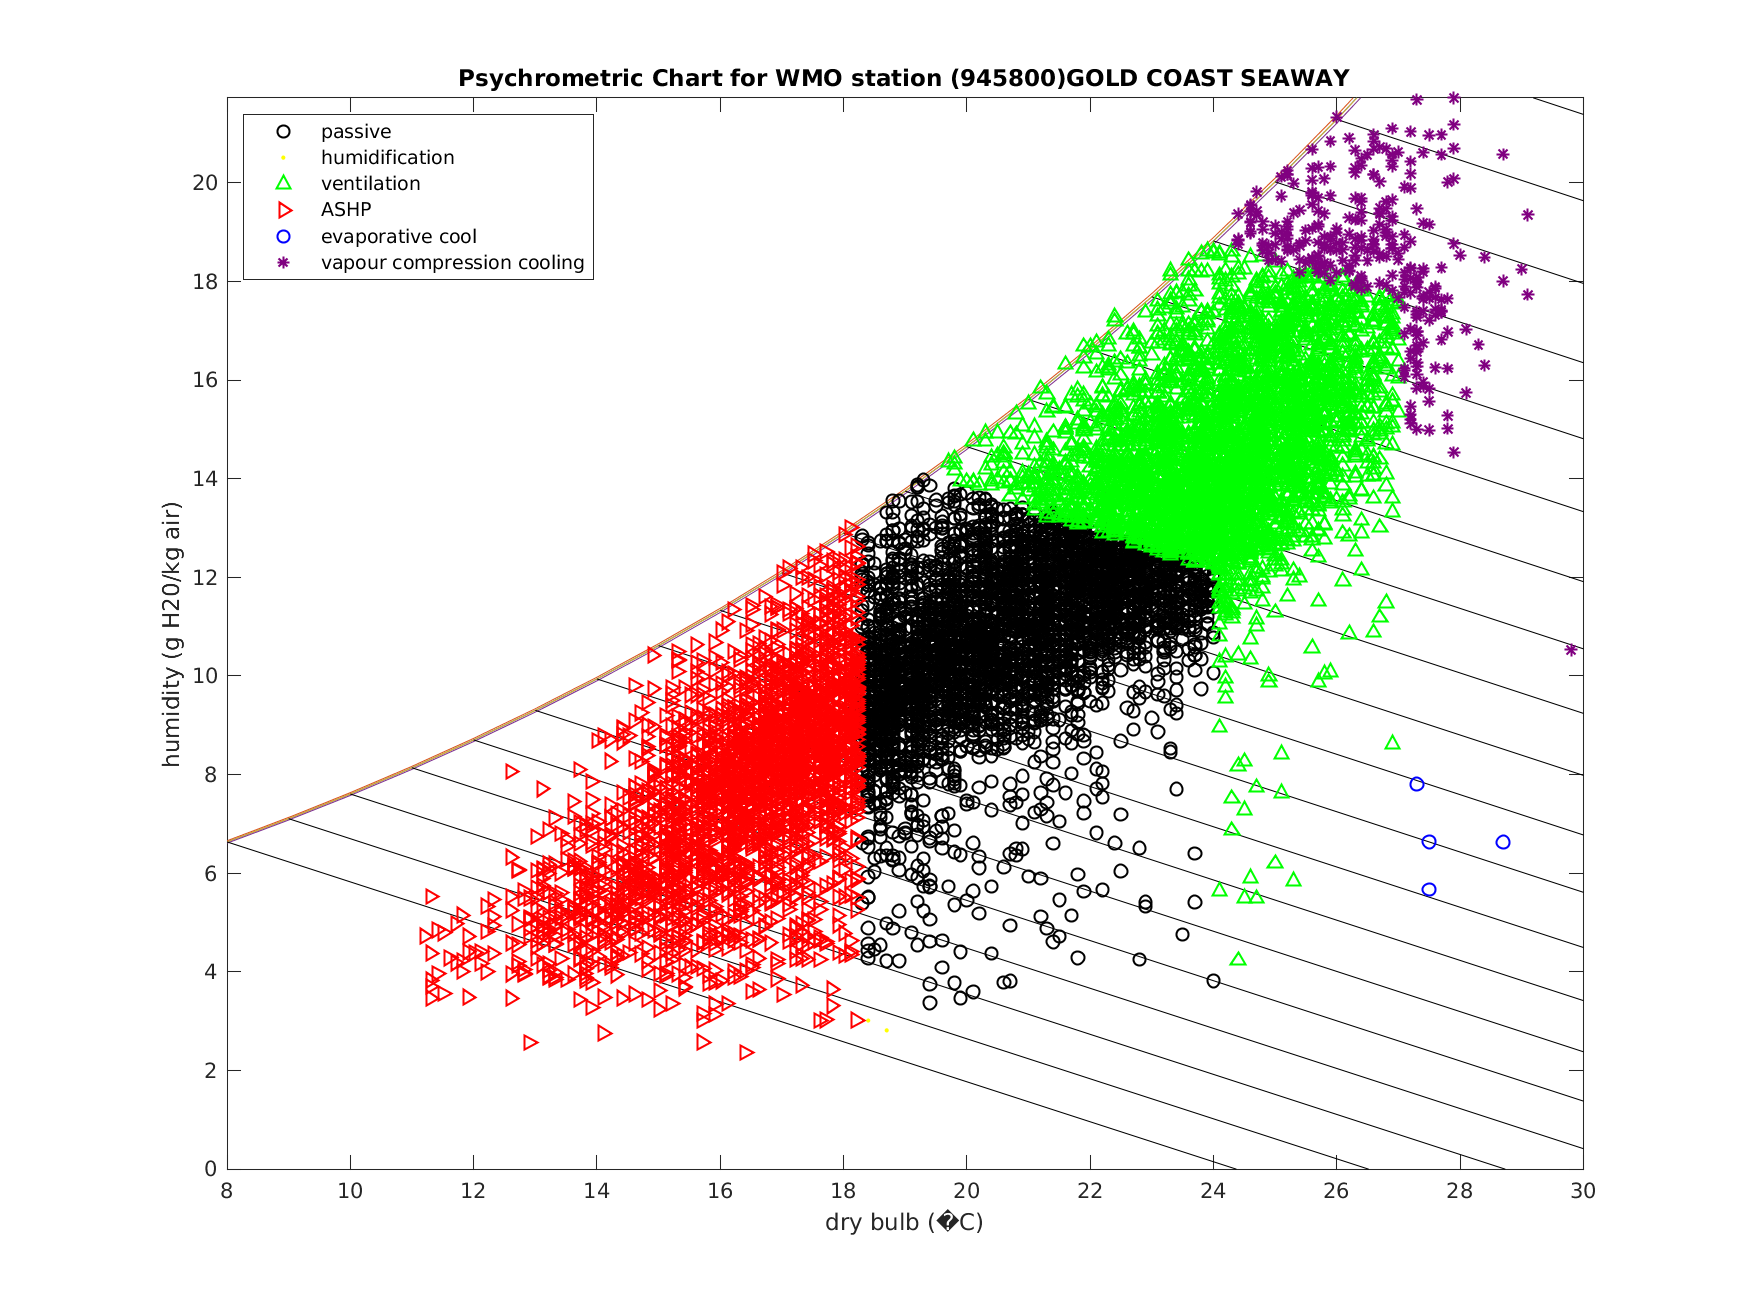 Psychrometric Chart for WMO station (945800)GOLD COAST SEAWAY
passive
humidification
ventilation
ASHP
evaporative cool
vapour compression cooling
humidity (g H20/kg air)
20
18
16
14
12
10
8
6
4
2
0
8 10 12 14 16 18 20 22 24 26 28 30
dry bulb (�C)